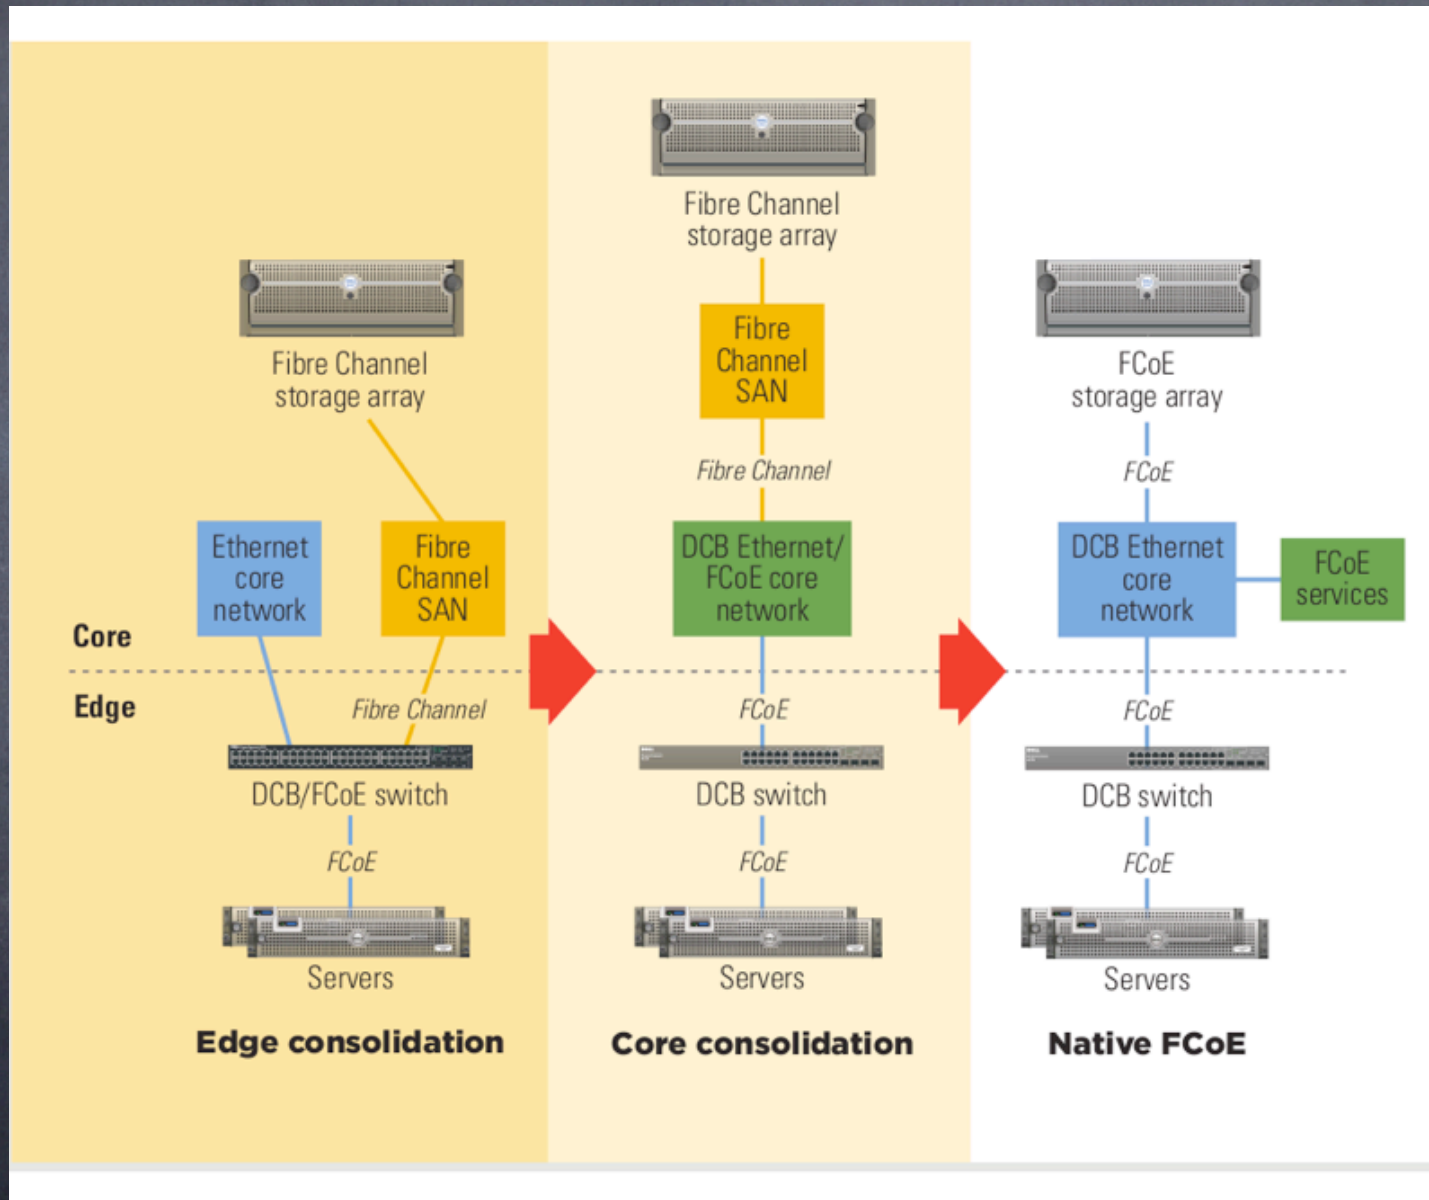 Fibre Channel
storage array
Ethernet
core
network
Fibre
Channel
SAN
Core
Edge
Fibre Channel
DCB/FCoE switch
FCoE
Servers
Edge consolidation
Fibre Channel
storage array
Fibre
Channel
SAN
Fibre Channel
DCB Ethernet/
FCoE core
network
FCoE
DCB switch
FCoE
Servers
Core consolidation
FCoE
storage array
FCoE
DCB Ethernet
core
network
FCoE
services
FCoE
DCB switch
FCoE
Servers
Native FCoE